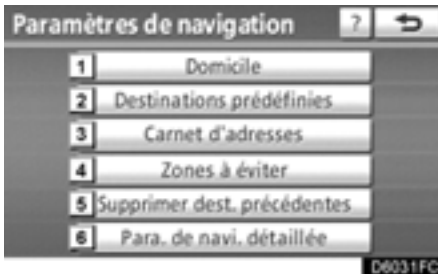 Paramètres de navigation ?
1 Domicile
2 Destinations prédéfinies
3 Carnet d'adresses
4 Zones à éviter
5 Supprimer dest. précédentes
6 Para. de navi. détaillée
D6031FC